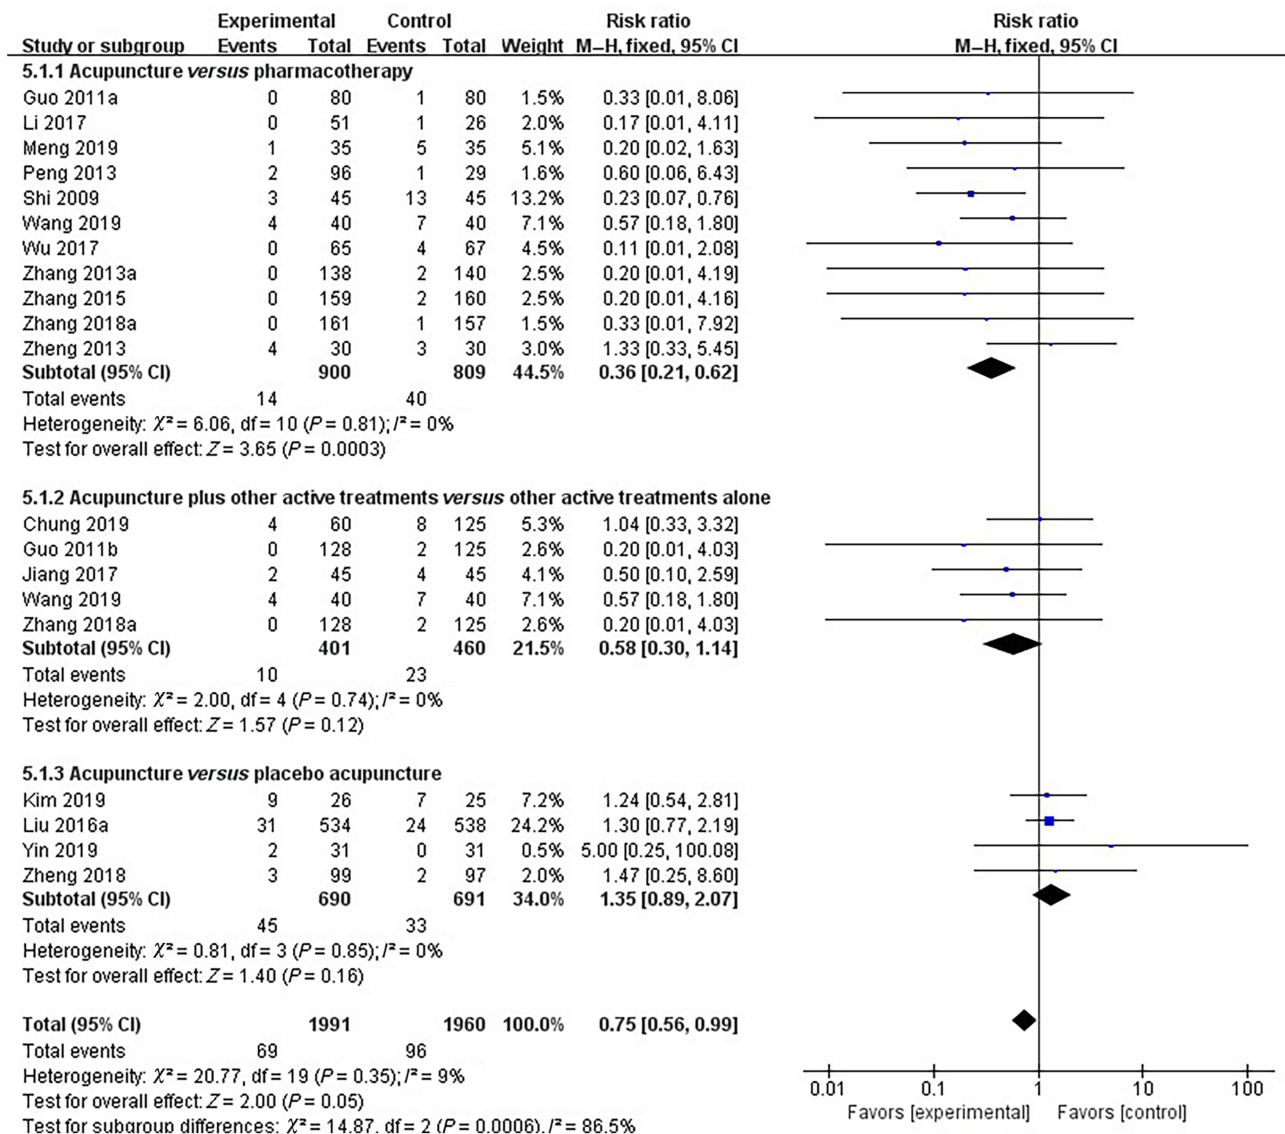 Experimental Control Risk ratio Risk ratio
Study or subgroup Events Total Events Total Weight M–H, fixed, 95% CI M–H, fixed, 95% CI
5.1.1 Acupuncture versus pharmacotherapy
Guo 2011a 0 80 1 80 1.5% 0.33 [0.01, 8.06]
Li 2017 0 51 1 26 2.0% 0.17 [0.01, 4.11]
Meng 2019 1 35 5 35 5.1% 0.20 [0.02, 1.63]
Peng 2013 2 96 1 29 1.6% 0.60 [0.06, 6.43]
Shi 2009 3 45 13 45 13.2% 0.23 [0.07, 0.76]
Wang 2019 4 40 7 40 7.1% 0.57 [0.18, 1.80]
Wu 2017 0 65 4 67 4.5% 0.11 [0.01, 2.08]
Zhang 2013a 0 138 2 140 2.5% 0.20 [0.01, 4.19]
Zhang 2015 0 159 2 160 2.5% 0.20 [0.01, 4.16]
Zhang 2018a 0 161 1 157 1.5% 0.33 [0.01, 7.92]
Zheng 2013 4 30 3 30 3.0% 1.33 [0.33, 5.45]
Subtotal (95% CI) 900 809 44.5% 0.36 [0.21, 0.62]
Total events 14 40
Heterogeneity: χ² = 6.06, df = 10 (P = 0.81); I² = 0%
Test for overall effect: Z = 3.65 (P = 0.0003)
5.1.2 Acupuncture plus other active treatments versus other active treatments alone
Chung 2019 4 60 8 125 5.3% 1.04 [0.33, 3.32]
Guo 2011b 0 128 2 125 2.6% 0.20 [0.01, 4.03]
Jiang 2017 2 45 4 45 4.1% 0.50 [0.10, 2.59]
Wang 2019 4 40 7 40 7.1% 0.57 [0.18, 1.80]
Zhang 2018a 0 128 2 125 2.6% 0.20 [0.01, 4.03]
Subtotal (95% CI) 401 460 21.5% 0.58 [0.30, 1.14]
Total events 10 23
Heterogeneity: χ² = 2.00, df = 4 (P = 0.74); I² = 0%
Test for overall effect: Z = 1.57 (P = 0.12)
5.1.3 Acupuncture versus placebo acupuncture
Kim 2019 9 26 7 25 7.2% 1.24 [0.54, 2.81]
Liu 2016a 31 534 24 538 24.2% 1.30 [0.77, 2.19]
Yin 2019 2 31 0 31 0.5% 5.00 [0.25, 100.08]
Zheng 2018 3 99 2 97 2.0% 1.47 [0.25, 8.60]
Subtotal (95% CI) 690 691 34.0% 1.35 [0.89, 2.07]
Total events 45 33
Heterogeneity: χ² = 0.81, df = 3 (P = 0.85); I² = 0%
Test for overall effect: Z = 1.40 (P = 0.16)
Total (95% CI) 1991 1960 100.0% 0.75 [0.56, 0.99]
Total events 69 96
Heterogeneity: χ² = 20.77, df = 19 (P = 0.35); I² = 9%
Test for overall effect: Z = 2.00 (P = 0.05)
Test for subgroup differences: χ² = 14.87, df = 2 (P = 0.0006), I² = 86.5%
0.01 0.1 1 10 100
Favors [experimental] Favors [control]